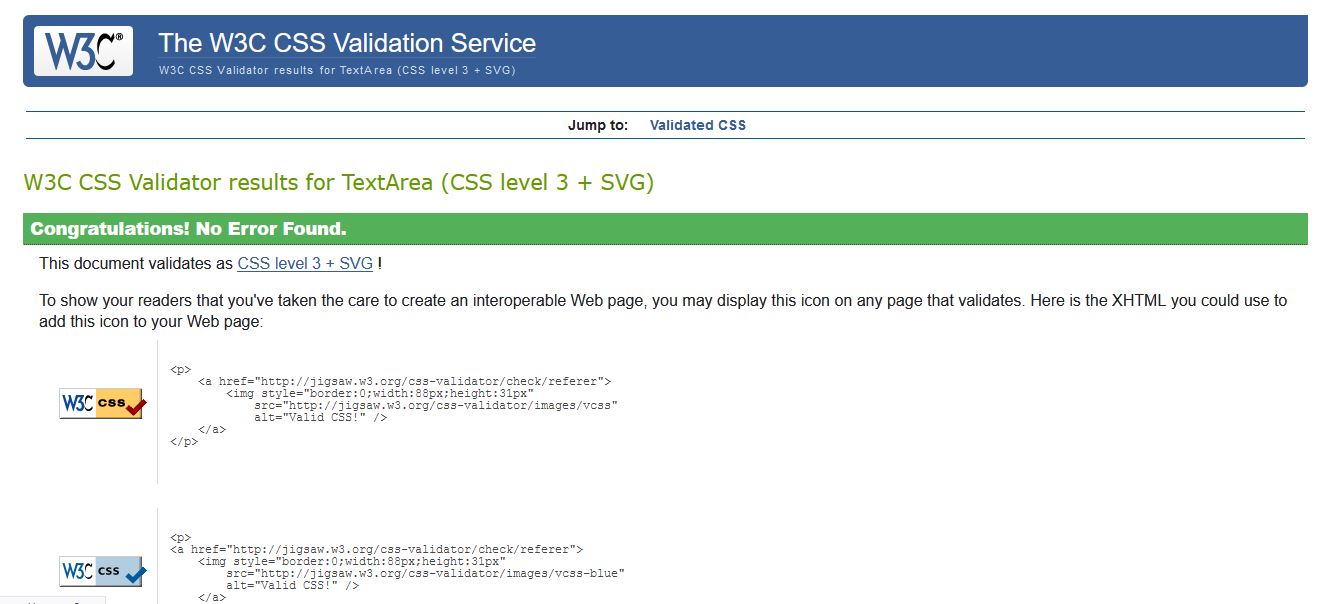 W3C®
The W3C CSS Validation Service
W3C CSS Validator results for TextArea (CSS level 3 + SVG)
Jump to: Validated CSS
W3C CSS Validator results for TextArea (CSS level 3 + SVG)
Congratulations! No Error Found.
This document validates as CSS level 3 + SVG !
To show your readers that you've taken the care to create an interoperable Web page, you may display this icon on any page that validates. Here is the XHTML you could use to
add this icon to your Web page:
W3C css
<p>
    <a href="http://jigsaw.w3.org/css-validator/check/referer">
        <img style="border:0;width:88px;height:31px"
            src="http://jigsaw.w3.org/css-validator/images/vcss"
            alt="Valid CSS!" />
    </a>
</p>
W3C css
<p>
<a href="http://jigsaw.w3.org/css-validator/check/referer">
    <img style="border:0;width:88px;height:31px"
        src="http://jigsaw.w3.org/css-validator/images/vcss-blue"
        alt="Valid CSS!" />
    </a>